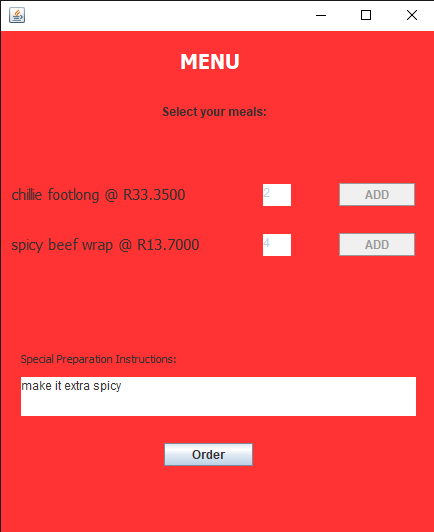 MENU
Select your meals:
chillie footlong @ R33.3500 2 ADD
spicy beef wrap @ R13.7000 4 ADD
Special Preparation Instructions:
make it extra spicy
Order